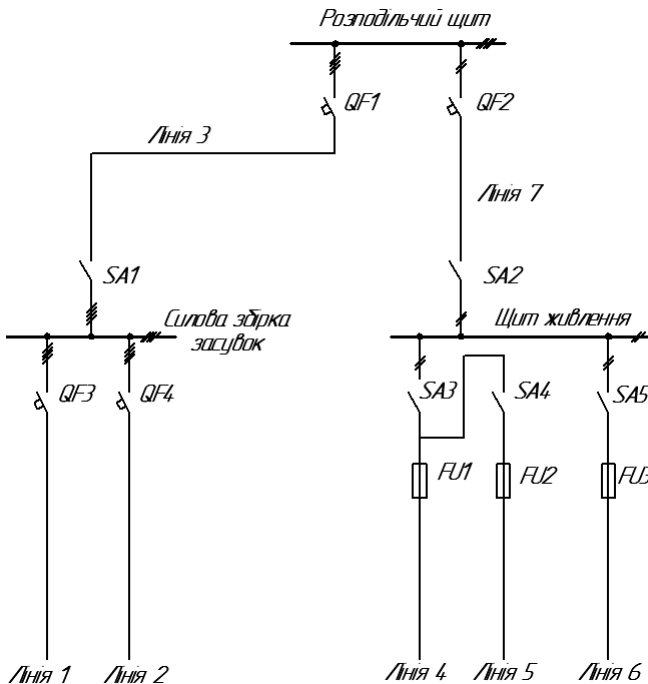 Розподільчий щит
QF1
QF2
Лінія 3
Лінія 7
SA1
SA2
Силова збірка
засувок
Щит живлення
QF3
QF4
SA3
SA4
SA5
FU1
FU2
FU3
Лінія 1
Лінія 2
Лінія 4
Лінія 5
Лінія 6